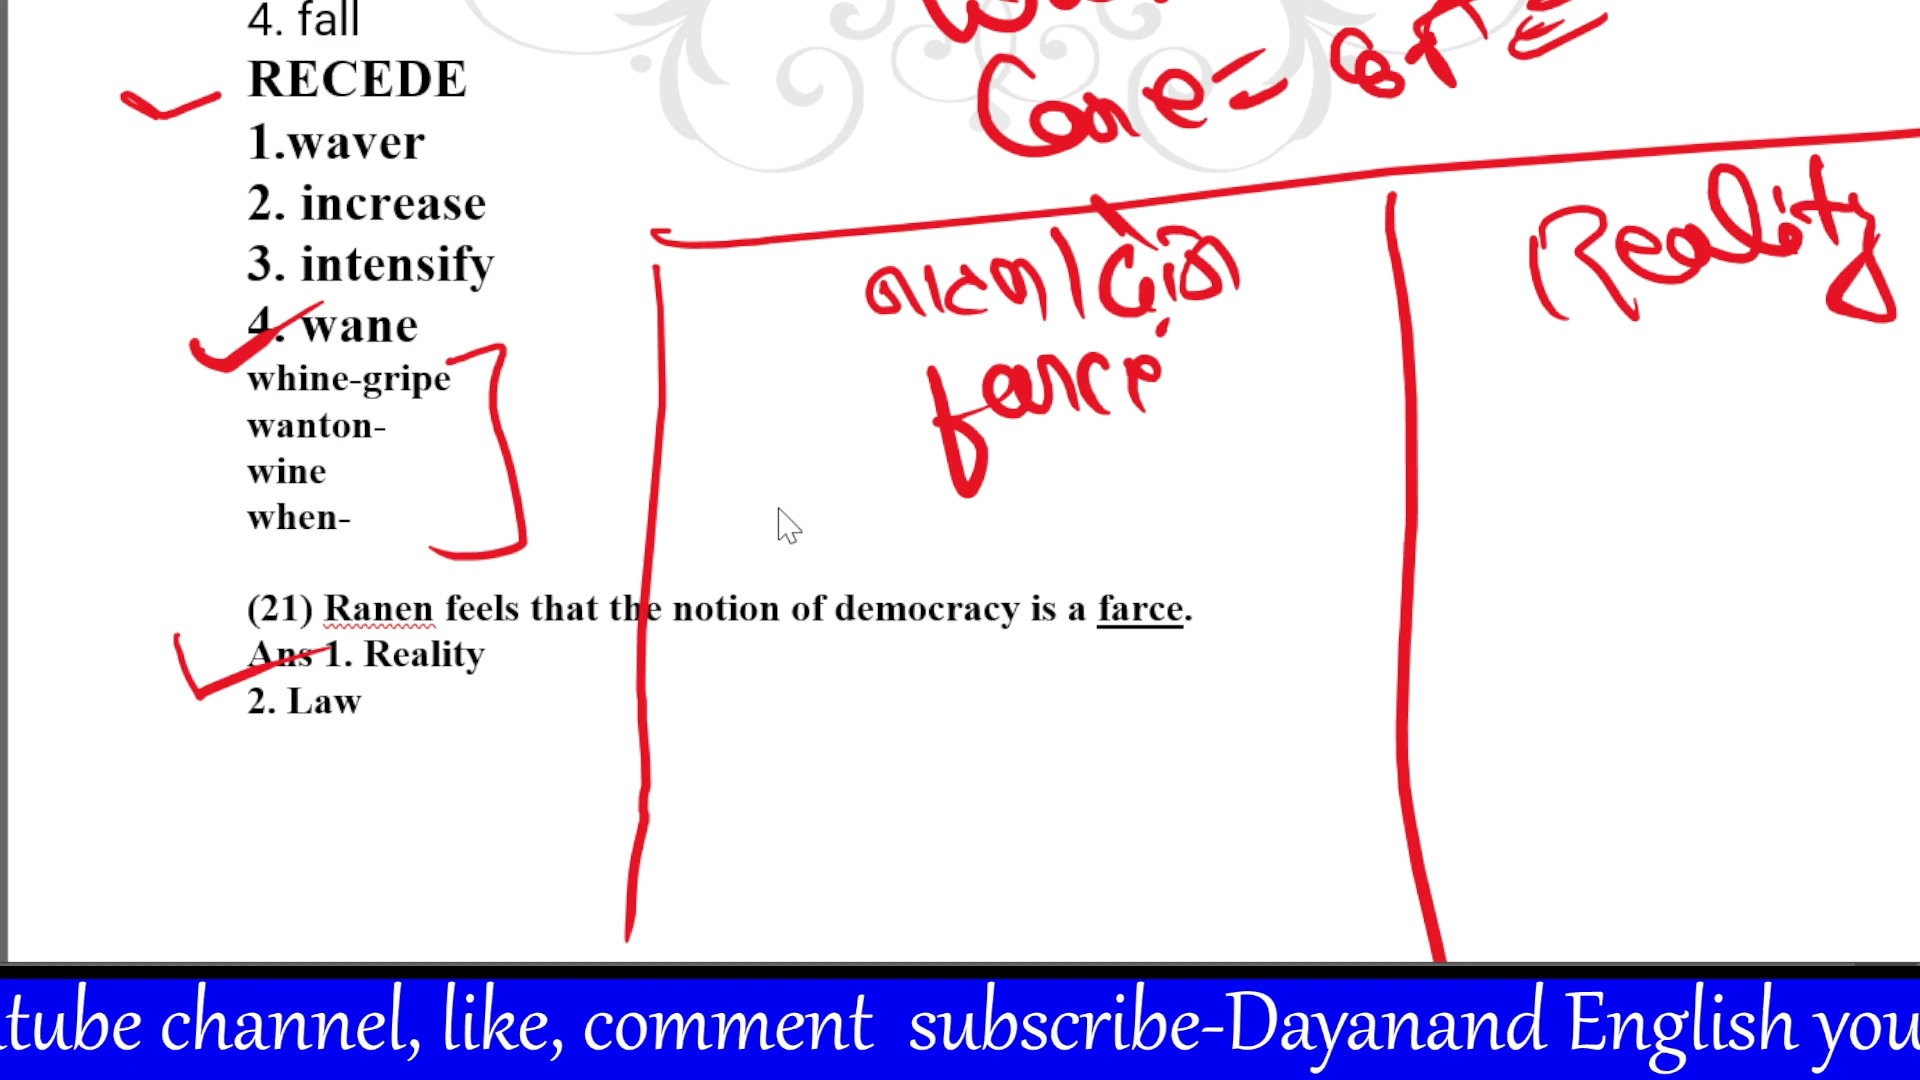 4. fall
RECEDE
1.waver
2. increase
3. intensify
4. wane
whine-gripe
wanton-
wine
when-
Reality
farce
(21) Ranen feels that the notion of democracy is a farce.
Ans 1. Reality
2. Law
tube channel, like, comment subscribe-Dayanand English you